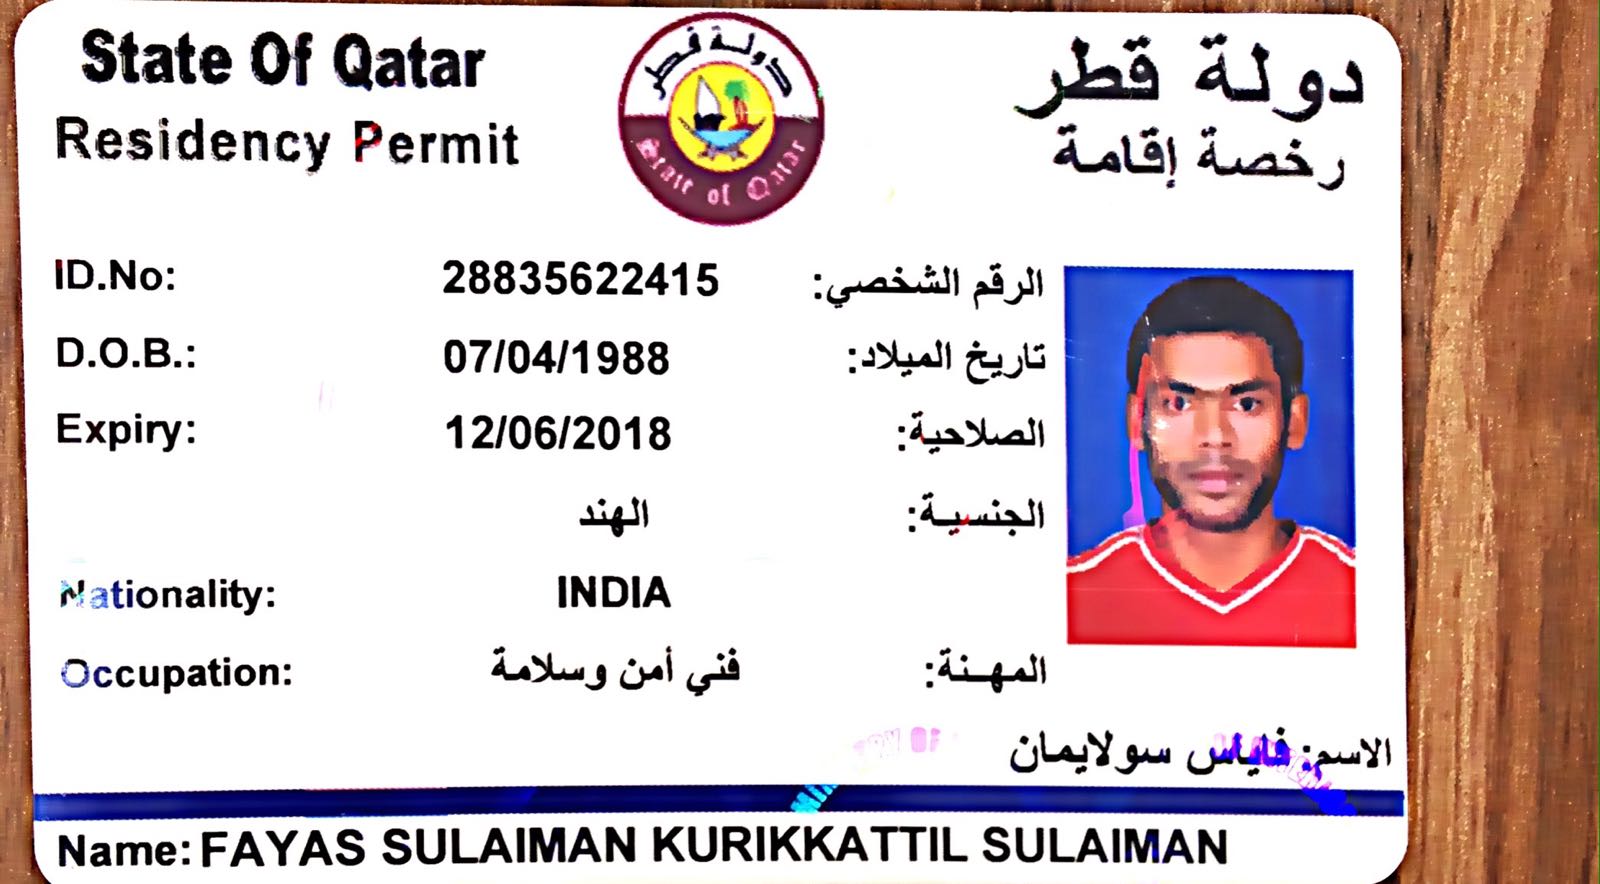 State Of Qatar
دولة قطر
Residency Permit
رخصة إقامة
دولة قطر
State of Qatar
ID.No: 28835622415 الرقم الشخصي:
D.O.B.: 07/04/1988 تاريخ الميلاد:
Expiry: 12/06/2018 الصلاحية:
الهند الجنسية:
Nationality: INDIA
Occupation: فني أمن وسلامة المهنة:
الاسم: فاياس سولايمان
Name: FAYAS SULAIMAN KURIKKATTIL SULAIMAN